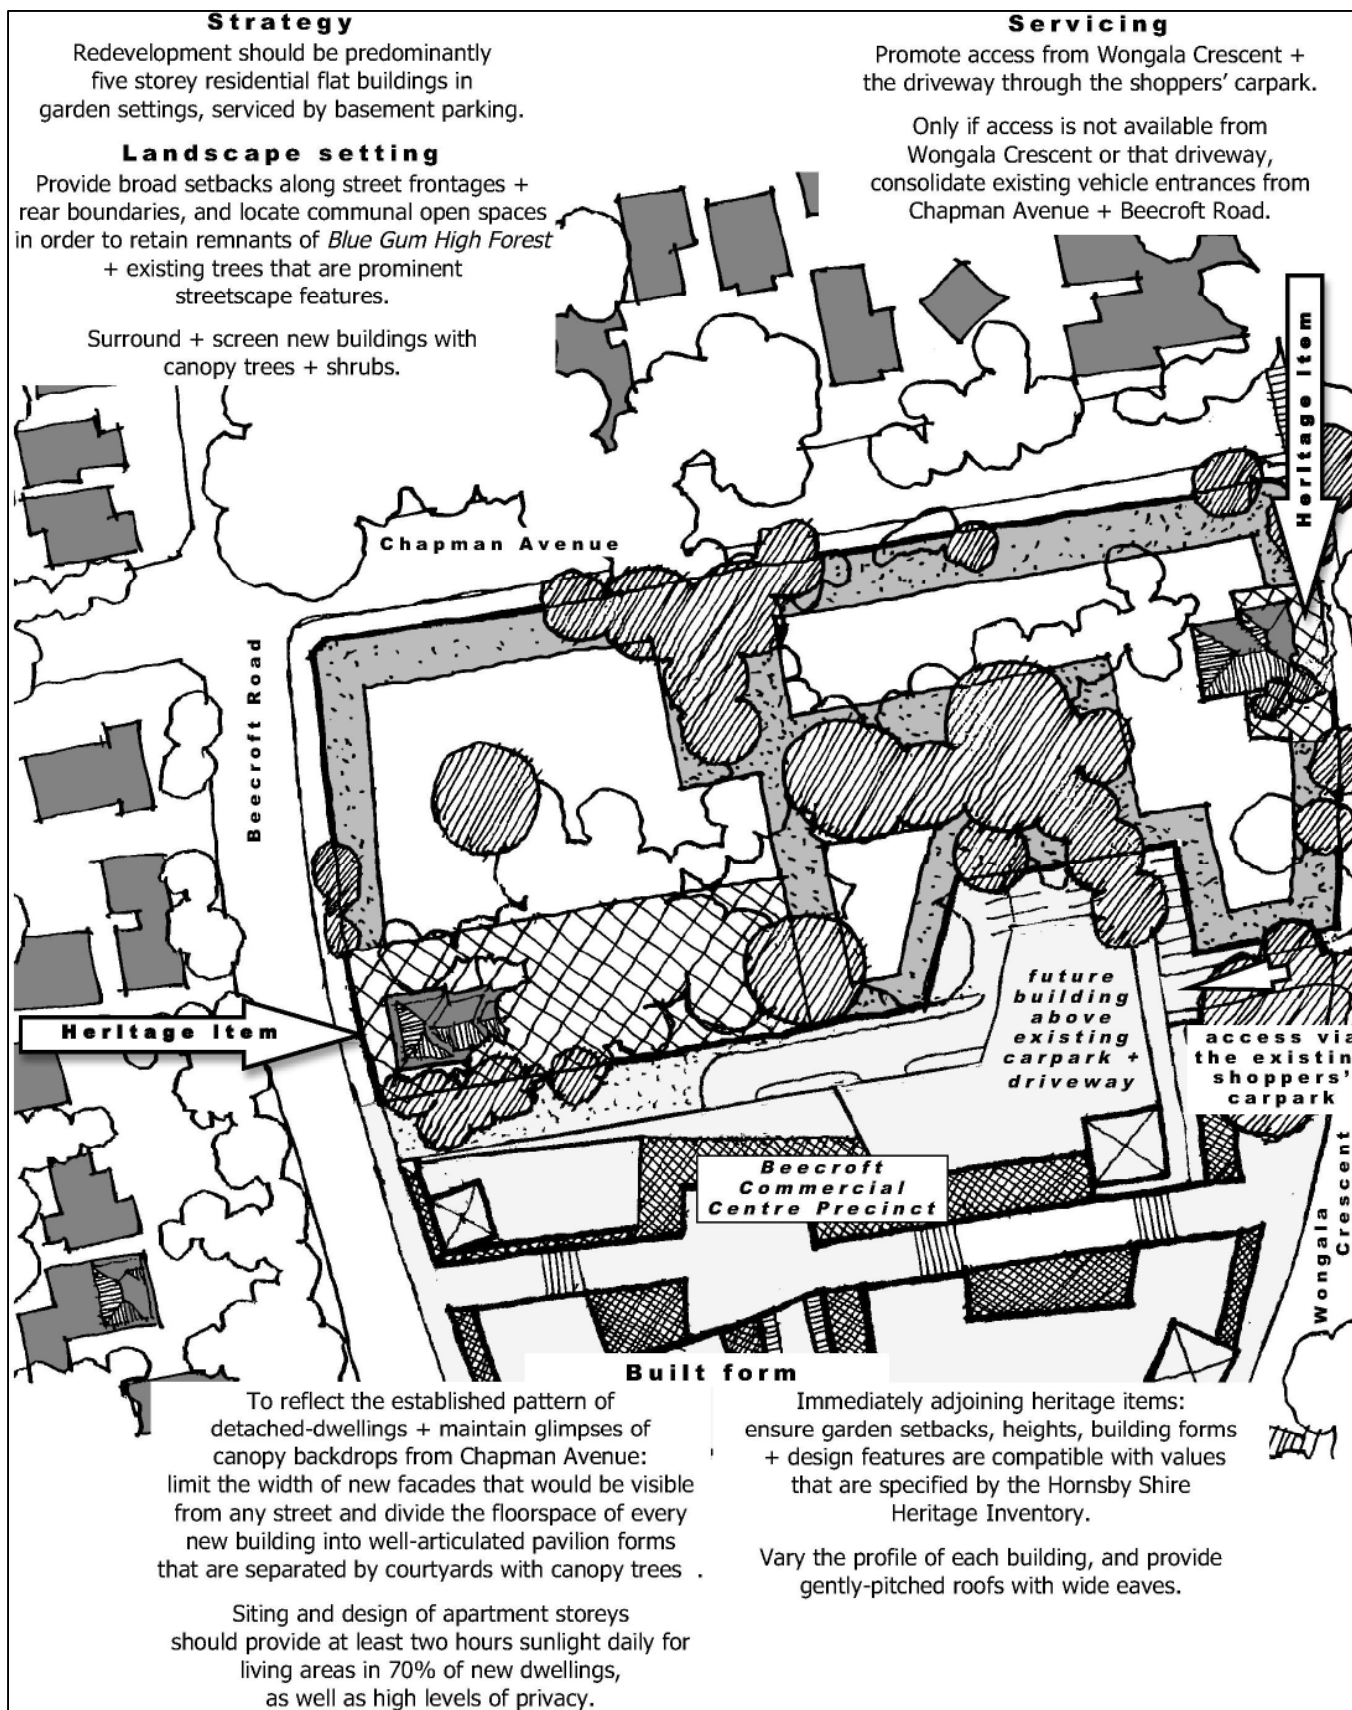 Strategy
Redevelopment should be predominantly
five storey residential flat buildings in
garden settings, serviced by basement parking.
Landscape setting
Provide broad setbacks along street frontages +
rear boundaries, and locate communal open spaces
in order to retain remnants of Blue Gum High Forest
+ existing trees that are prominent
streetscape features.
Surround + screen new buildings with
canopy trees + shrubs.
Servicing
Promote access from Wongala Crescent +
the driveway through the shoppers' carpark.
Only if access is not available from
Wongala Crescent or that driveway,
consolidate existing vehicle entrances from
Chapman Avenue + Beecroft Road.
Heritage Item
Chapman Avenue
Beecroft Road
Heritage Item
future
building
above
existing
carpark +
driveway
access via
the existin
shoppers'
carpark
Beecroft
Commercial
Centre Precinct
Wongala
Crescent
Built form
To reflect the established pattern of
detached-dwellings + maintain glimpses of
canopy backdrops from Chapman Avenue:
limit the width of new facades that would be visible
from any street and divide the floorspace of every
new building into well-articulated pavilion forms
that are separated by courtyards with canopy trees .
Siting and design of apartment storeys
should provide at least two hours sunlight daily for
living areas in 70% of new dwellings,
as well as high levels of privacy.
Immediately adjoining heritage items:
ensure garden setbacks, heights, building forms
+ design features are compatible with values
that are specified by the Hornsby Shire
Heritage Inventory.
Vary the profile of each building, and provide
gently-pitched roofs with wide eaves.